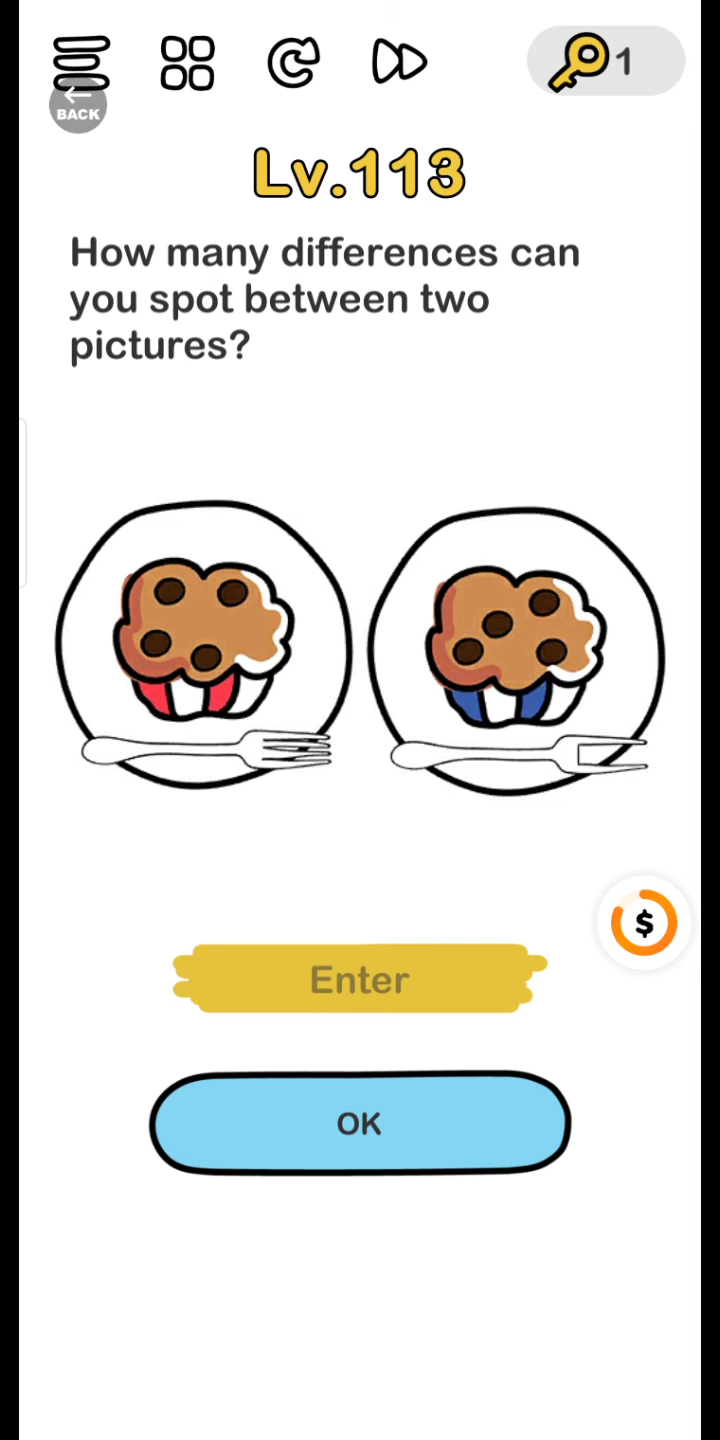 1
BACK
Lv.113
How many differences can
you spot between two
pictures?
$
Enter
OK